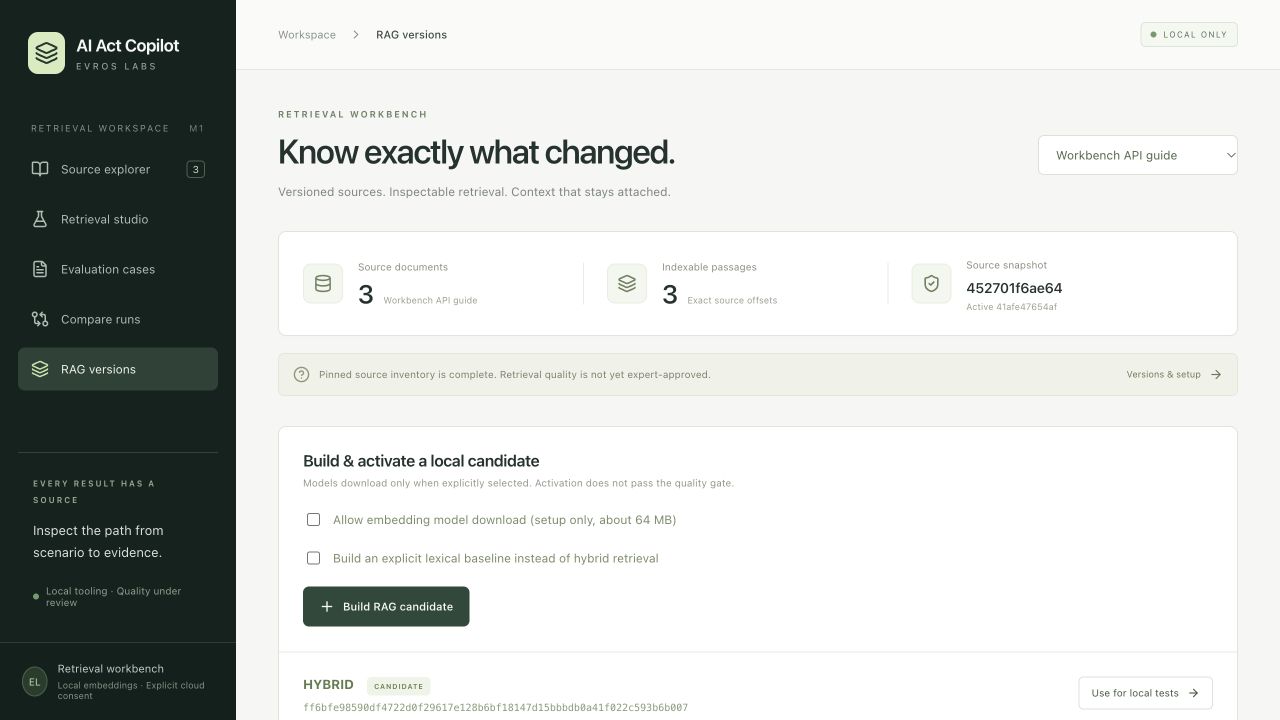 AI Act Copilot
EVROS LABS
RETRIEVAL WORKSPACE M1
Source explorer 3
Retrieval studio
Evaluation cases
Compare runs
RAG versions
EVERY RESULT HAS A
SOURCE
Inspect the path from
scenario to evidence.
Local tooling · Quality under
review
EL
Retrieval workbench
Local embeddings · Explicit cloud
consent
Workspace > RAG versions
LOCAL ONLY
RETRIEVAL WORKBENCH
Know exactly what changed.
Versioned sources. Inspectable retrieval. Context that stays attached.
Workbench API guide
Source documents
3 Workbench API guide
Indexable passages
3 Exact source offsets
Source snapshot
452701f6ae64
Active 41afe47654af
Pinned source inventory is complete. Retrieval quality is not yet expert-approved.
Versions & setup
Build & activate a local candidate
Models download only when explicitly selected. Activation does not pass the quality gate.
Allow embedding model download (setup only, about 64 MB)
Build an explicit lexical baseline instead of hybrid retrieval
Build RAG candidate
HYBRID CANDIDATE
ff6bfe98590df4722d0f29617e128b6bf18147d15bbbdb0a41f022c593b6b007
Use for local tests